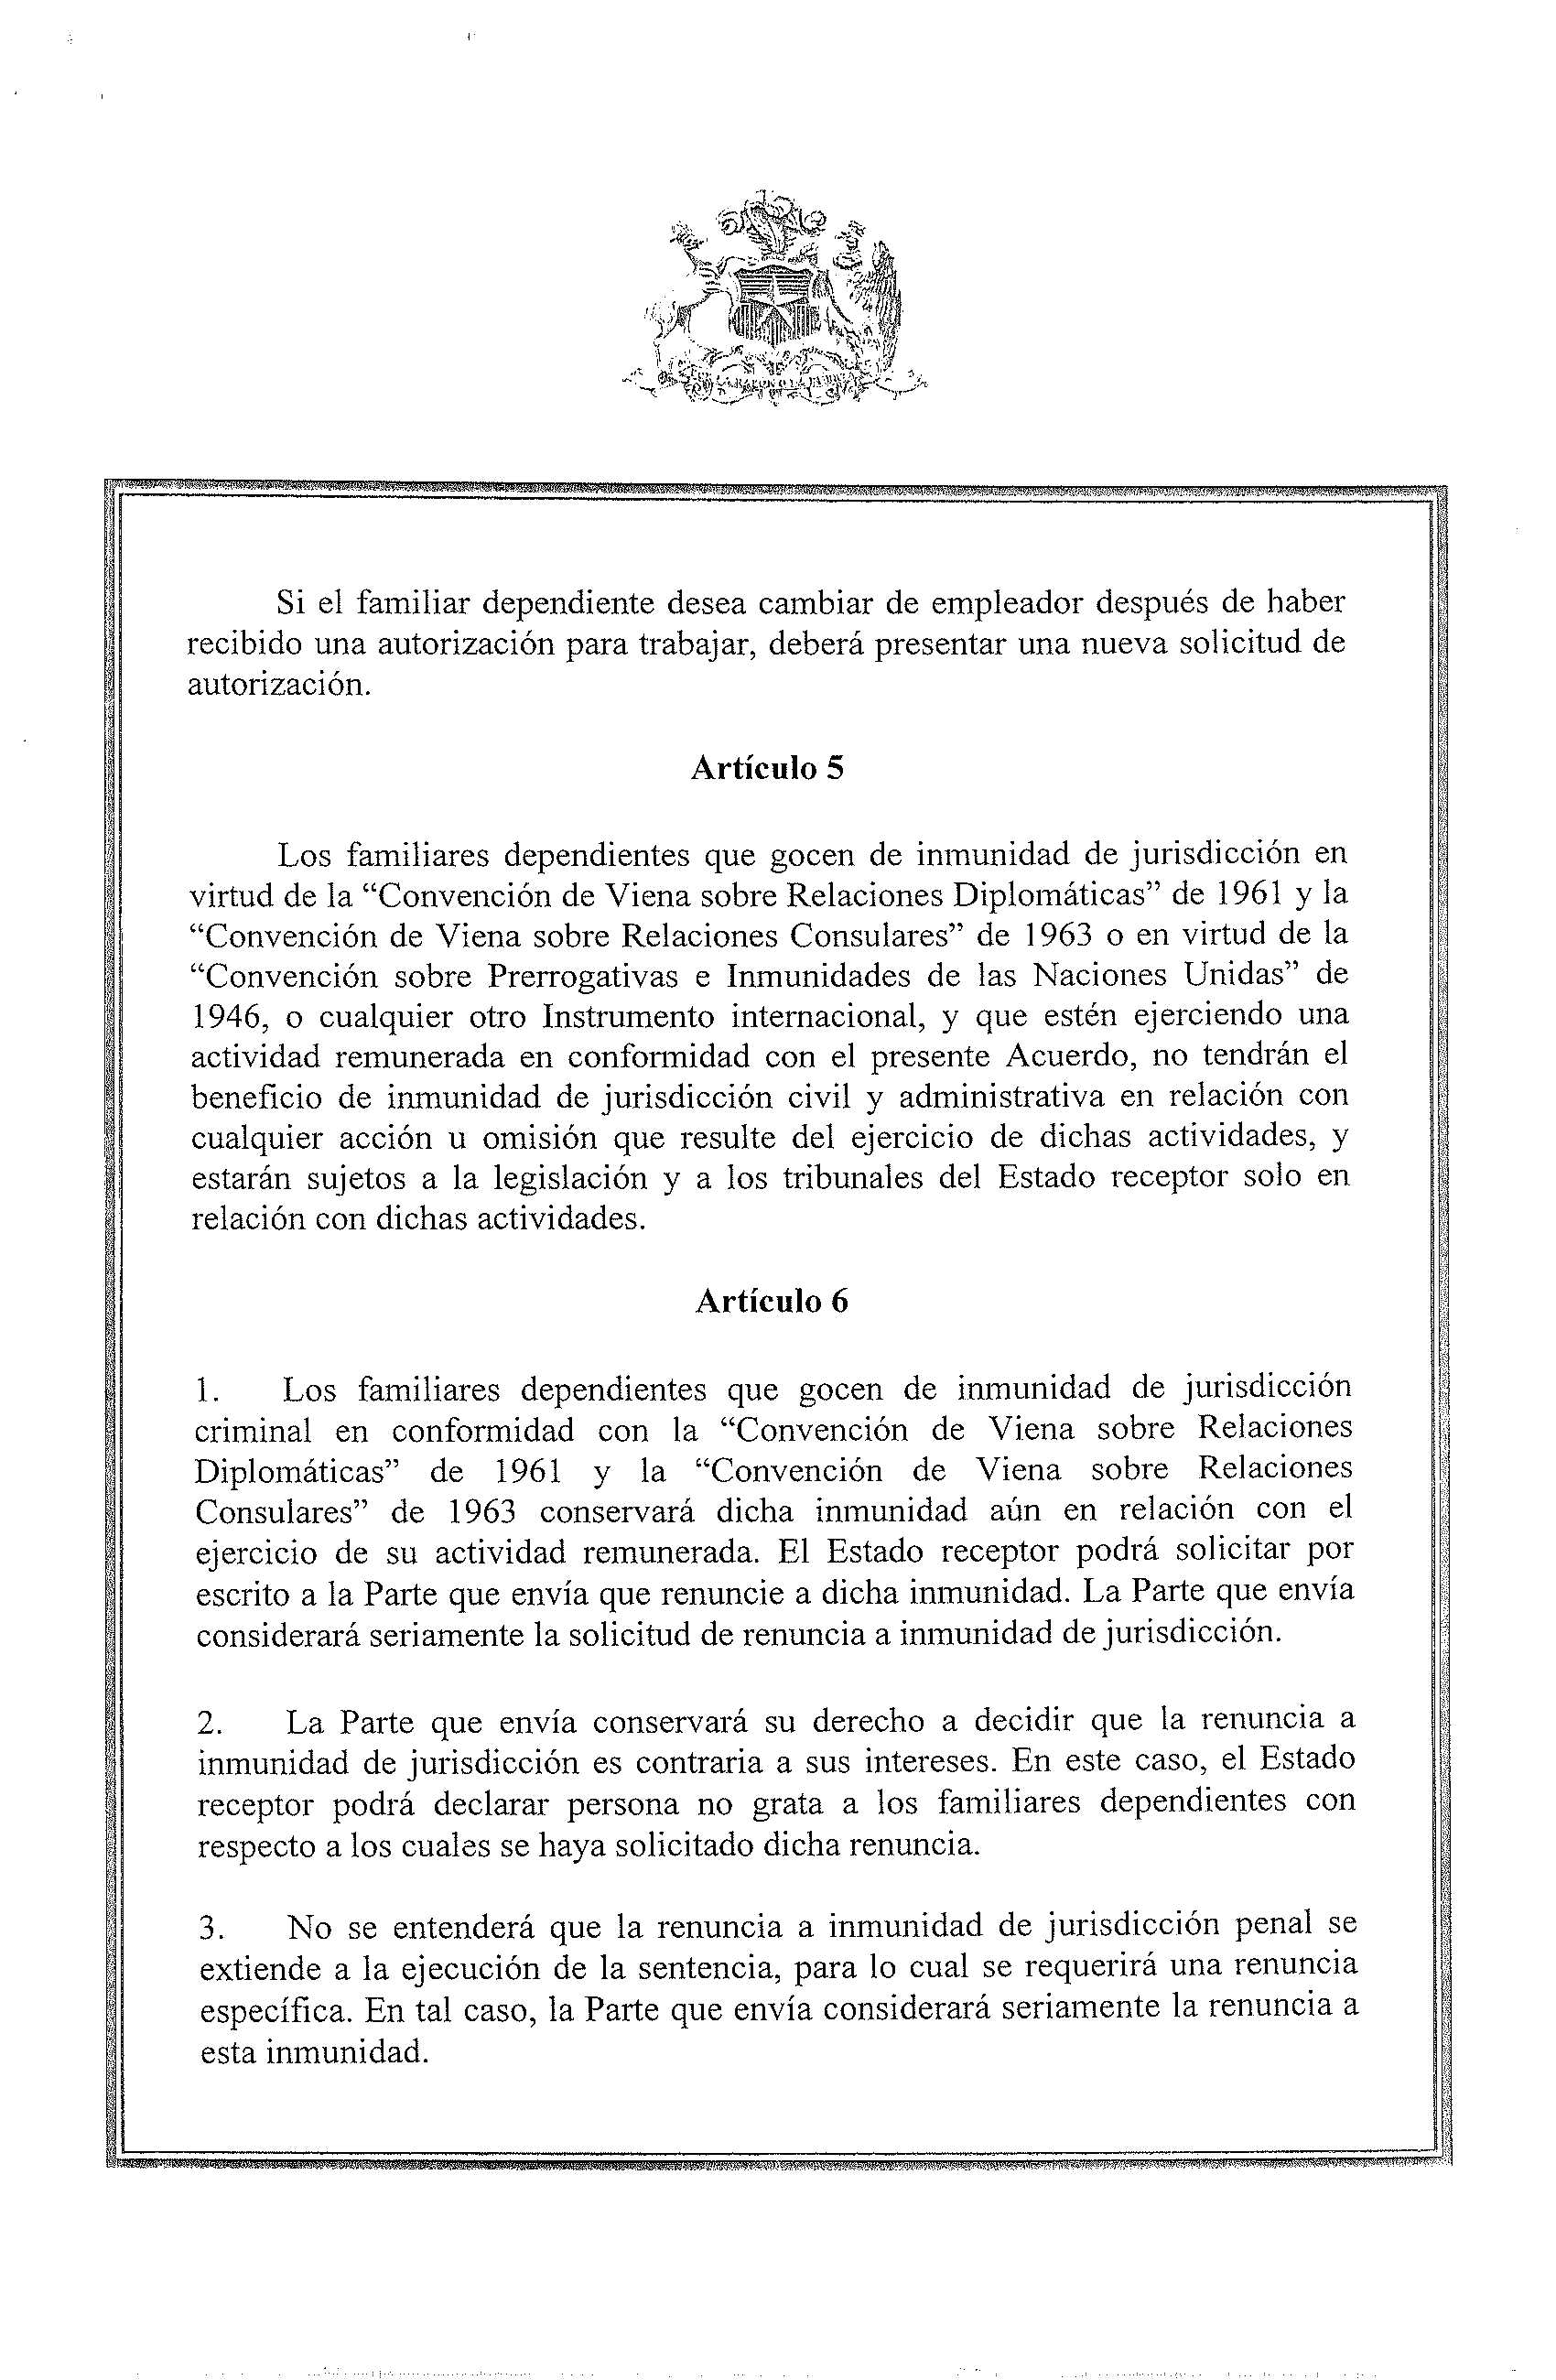 Si el familiar dependiente desea cambiar de empleador después de haber
recibido una autorización para trabajar, deberá presentar una nueva solicitud de
autorización.
Artículo 5
Los familiares dependientes que gocen de inmunidad de jurisdicción en
virtud de la “Convención de Viena sobre Relaciones Diplomáticas” de 1961 y la
“Convención de Viena sobre Relaciones Consulares” de 1963 o en virtud de la
“Convención sobre Prerrogativas e Inmunidades de las Naciones Unidas” de
1946, o cualquier otro Instrumento internacional, y que estén ejerciendo una
actividad remunerada en conformidad con el presente Acuerdo, no tendrán el
beneficio de inmunidad de jurisdicción civil y administrativa en relación con
cualquier acción u omisión que resulte del ejercicio de dichas actividades, y
estarán sujetos a la legislación y a los tribunales del Estado receptor solo en
relación con dichas actividades.
Artículo 6
1. Los familiares dependientes que gocen de inmunidad de jurisdicción
criminal en conformidad con la “Convención de Viena sobre Relaciones
Diplomáticas” de 1961 y la “Convención de Viena sobre Relaciones
Consulares” de 1963 conservará dicha inmunidad aún en relación con el
ejercicio de su actividad remunerada. El Estado receptor podrá solicitar por
escrito a la Parte que envía que renuncie a dicha inmunidad. La Parte que envía
considerará seriamente la solicitud de renuncia a inmunidad de jurisdicción.
2. La Parte que envía conservará su derecho a decidir que la renuncia a
inmunidad de jurisdicción es contraria a sus intereses. En este caso, el Estado
receptor podrá declarar persona no grata a los familiares dependientes con
respecto a los cuales se haya solicitado dicha renuncia.
3. No se entenderá que la renuncia a inmunidad de jurisdicción penal se
extiende a la ejecución de la sentencia, para lo cual se requerirá una renuncia
específica. En tal caso, la Parte que envía considerará seriamente la renuncia a
esta inmunidad.